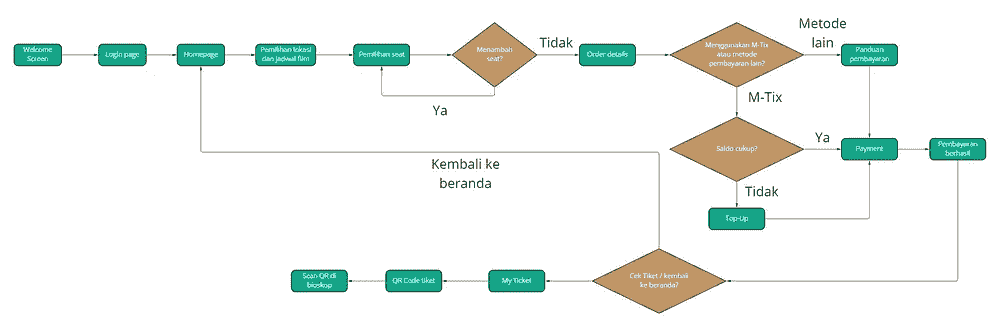 Welcome
Screen
Login page
Homepage
Pemilihan lokasi
dan jadwal film
Pemilihan seat
Menambah
seat?
Tidak
Ya
Order details
Menggunakan M-Tix
atau metode
pembayaran lain?
Metode
lain
Panduan
pembayaran
M-Tix
Saldo cukup?
Ya
Payment
Pembayaran
berhasil
Tidak
Top-Up
Kembali ke
beranda
Cek Tiket / kembali
ke beranda?
My Ticket
QR Code tiket
Scan QR di
bioskop